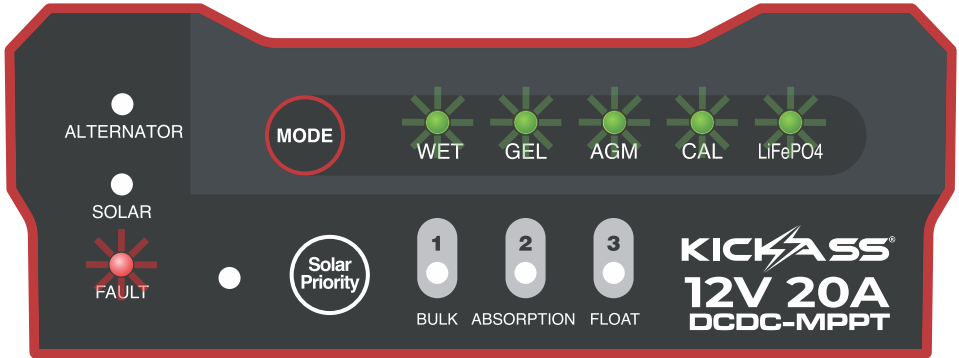 ALTERNATOR
SOLAR
FAULT
MODE
WET GEL AGM CAL LiFePO4
Solar
Priority
1 2 3
BULK ABSORPTION FLOAT
KICKASS®
12V 20A
DCDC-MPPT